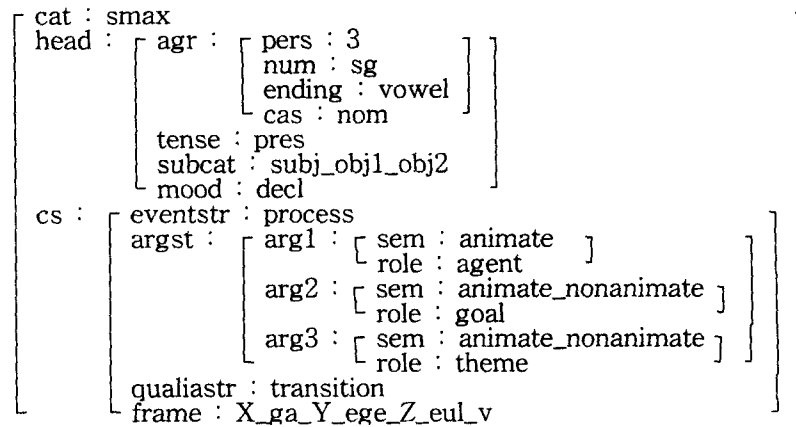 cat : smax
head : agr : pers : 3
num : sg
ending : vowel
cas : nom
tense : pres
subcat : subj_obj1_obj2
mood : decl
cs : eventstr : process
argst : arg1 : sem : animate
role : agent
arg2 : sem : animate_nonanimate
role : goal
arg3 : sem : animate_nonanimate
role : theme
qualiastr : transition
frame : X_ga_Y_ege_Z_eul_v